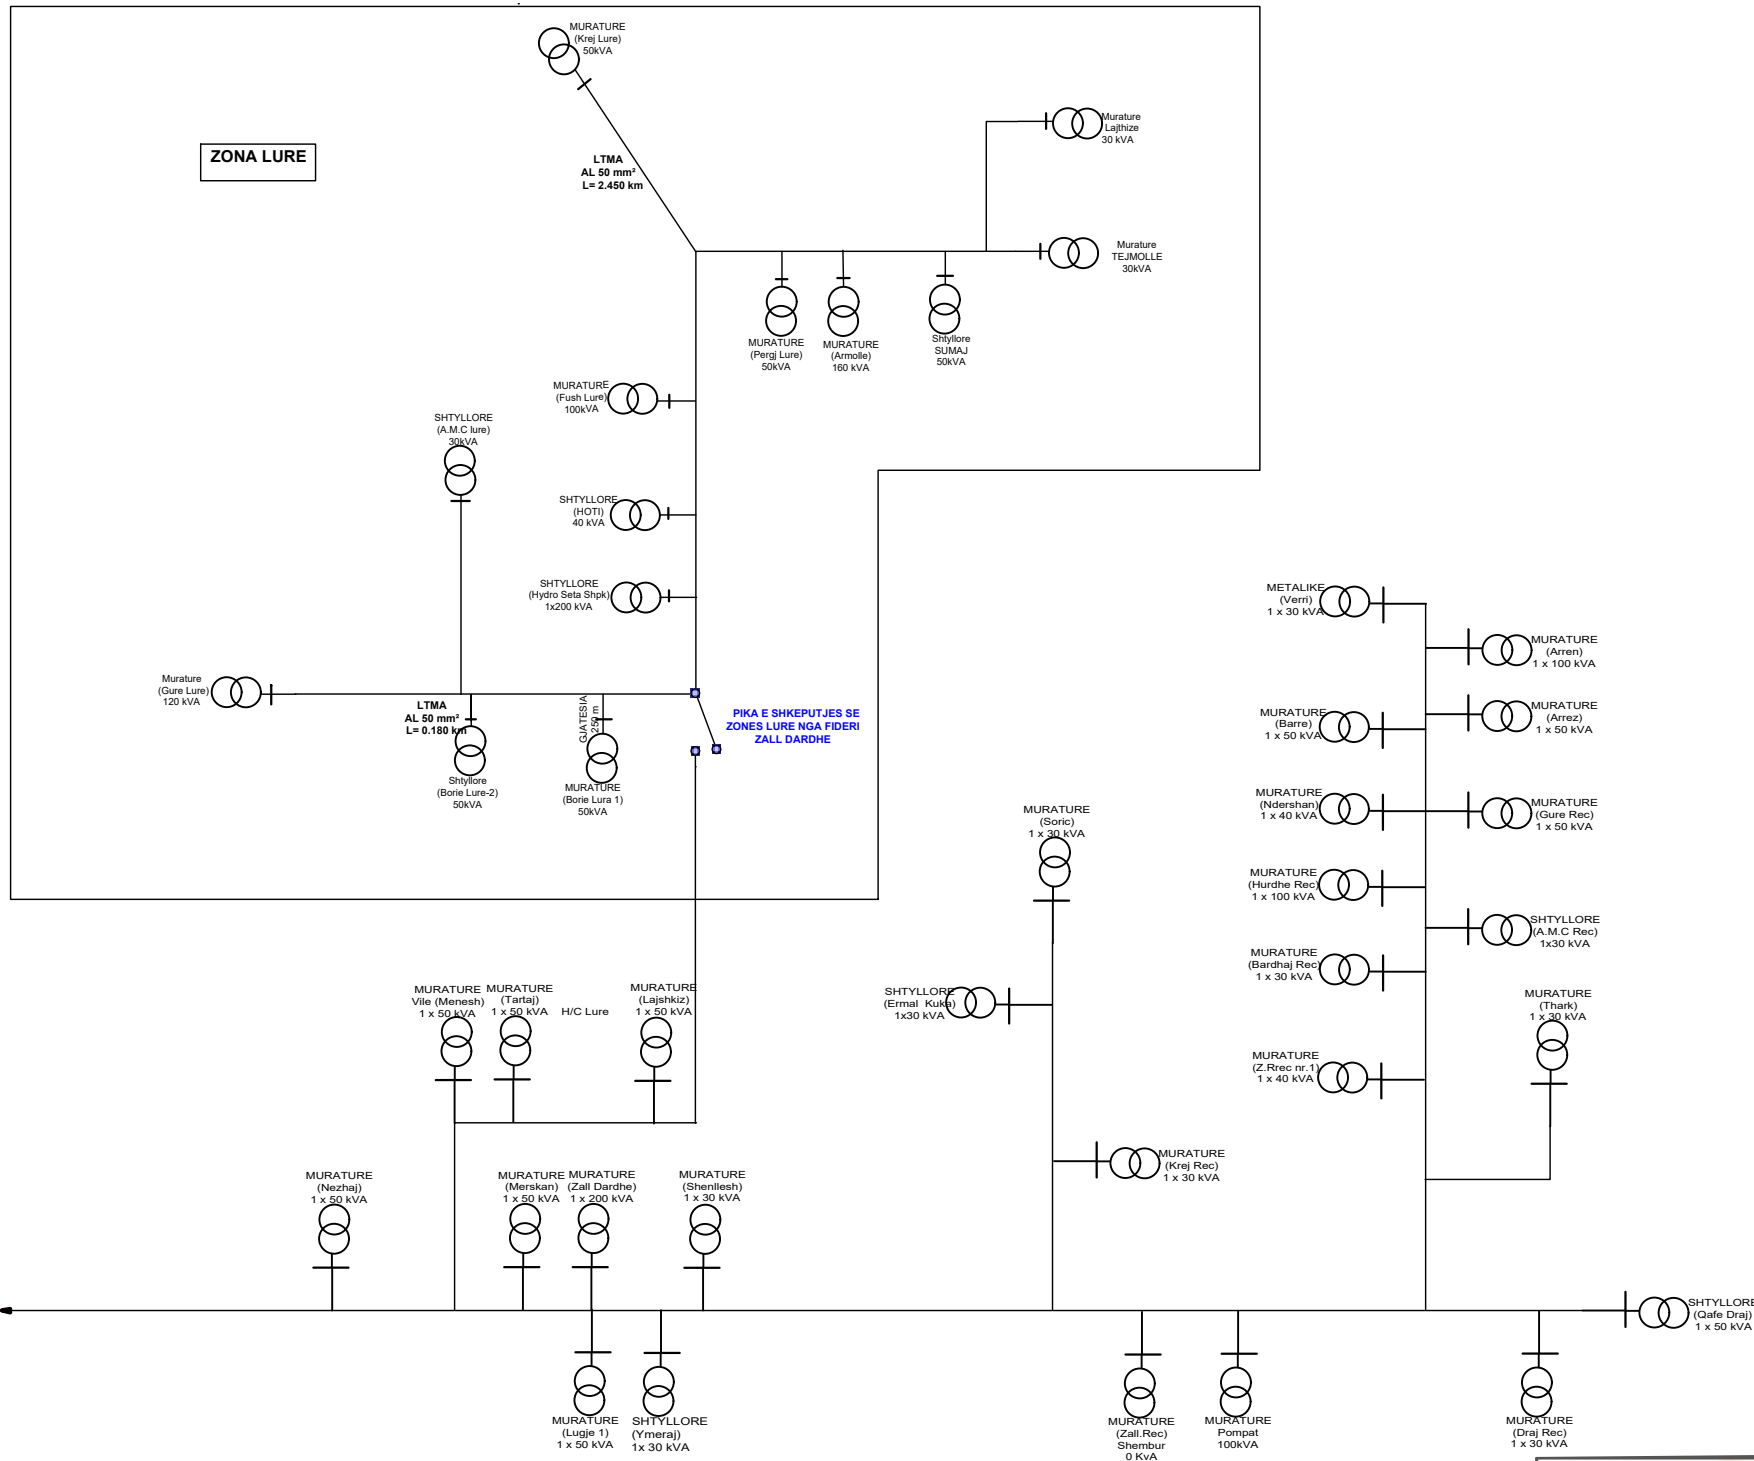 MURATURE
(Krej Lure)
50kVA
ZONA LURE
LTMA
AL 50 mm²
L= 2.450 km
Murature
Lajthize
30 kVA
Murature
TEJMOLLE
30kVA
MURATURE
(Pergj Lure)
50kVA
MURATURE
(Armolle)
160 kVA
Shtyllore
SUMAJ
50kVA
MURATURE
(Fush Lure)
100kVA
SHTYLLORE
(A.M.C lure)
30kVA
SHTYLLORE
(HOTI)
40 kVA
SHTYLLORE
(Hydro Seta Shpk)
1x200 kVA
Murature
(Gure Lure)
120 kVA
LTMA
AL 50 mm²
L= 0.180 km
GJATESIA
250 m
PIKA E SHKEPUTJES SE
ZONES LURE NGA FIDERI
ZALL DARDHE
Shtyllore
(Borie Lure-2)
50kVA
MURATURE
(Borie Lura 1)
50kVA
METALIKE
(Verri)
1 x 30 kVA
MURATURE
(Arren)
1 x 100 kVA
MURATURE
(Barre)
1 x 50 kVA
MURATURE
(Arrez)
1 x 50 kVA
MURATURE
(Ndershan)
1 x 40 kVA
MURATURE
(Gure Rec)
1 x 50 kVA
MURATURE
(Soric)
1 x 30 kVA
MURATURE
(Hurdhe Rec)
1 x 100 kVA
SHTYLLORE
(A.M.C Rec)
1x30 kVA
MURATURE
(Bardhaj Rec)
1 x 30 kVA
SHTYLLORE
(Ermal Kuka)
1x30 kVA
MURATURE
(Thark)
1 x 30 kVA
MURATURE
Vile (Menesh)
1 x 50 kVA
MURATURE
(Tartaj)
1 x 50 kVA
H/C Lure
MURATURE
(Lajshkiz)
1 x 50 kVA
MURATURE
(Z.Rrec nr.1)
1 x 40 kVA
MURATURE
(Krej Rec)
1 x 30 kVA
MURATURE
(Nezhaj)
1 x 50 kVA
MURATURE
(Merskan)
1 x 50 kVA
MURATURE
(Zall Dardhe)
1 x 200 kVA
MURATURE
(Shenllesh)
1 x 30 kVA
SHTYLLORE
(Qafe Draj)
1 x 50 kVA
MURATURE
(Lugje 1)
1 x 50 kVA
SHTYLLORE
(Ymeraj)
1x 30 kVA
MURATURE
(Zall.Rec)
Shembur
0 KvA
MURATURE
Pompat
100kVA
MURATURE
(Draj Rec)
1 x 30 kVA